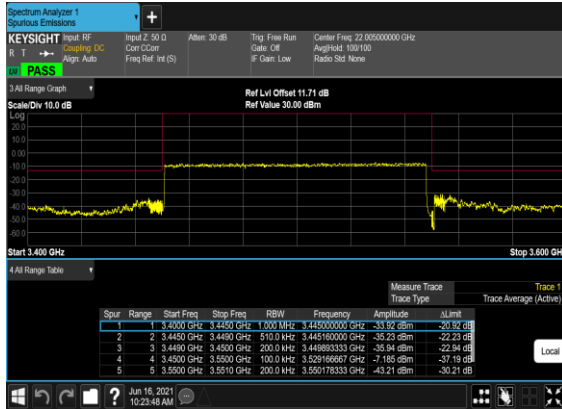 Spectrum Analyzer 1
Spurious Emissions
+
KEYSIGHT Input: RF Input Z: 50 Ω Atten: 30 dB Trig: Free Run Center Freq: 22.005000000 GHz
R T Coupling: DC Corr CCorr Gate: Off Avg|Hold: 100/100
Align: Auto Freq Ref: Int (S) IF Gain: Low Radio Std: None
PASS
3 All Range Graph
Ref Lvl Offset 11.71 dB
Scale/Div 10.0 dB Ref Value 30.00 dBm
Log
20.0
10.0
0.00
-10.0
-20.0
-30.0
-40.0
-50.0
-60.0
Start 3.400 GHz Stop 3.600 GH
4 All Range Table
Measure Trace Trace 1
Trace Type Trace Average (Active)
Spur Range Start Freq Stop Freq RBW Frequency Amplitude ΔLimit
1 1 3.4000 GHz 3.4450 GHz 1.000 MHz 3.445000000 GHz -33.92 dBm -20.92 dB
2 2 3.4450 GHz 3.4490 GHz 510.0 kHz 3.445160000 GHz -35.23 dBm -22.23 dB
3 3 3.4490 GHz 3.4500 GHz 200.0 kHz 3.449893333 GHz -35.94 dBm -22.94 dB
4 4 3.4500 GHz 3.5500 GHz 100.0 kHz 3.529166667 GHz -7.185 dBm -37.19 dB
5 5 3.5500 GHz 3.5510 GHz 200.0 kHz 3.550178333 GHz -43.21 dBm -30.21 dB
Local
? Jun 16, 2021
10:23:48 AM